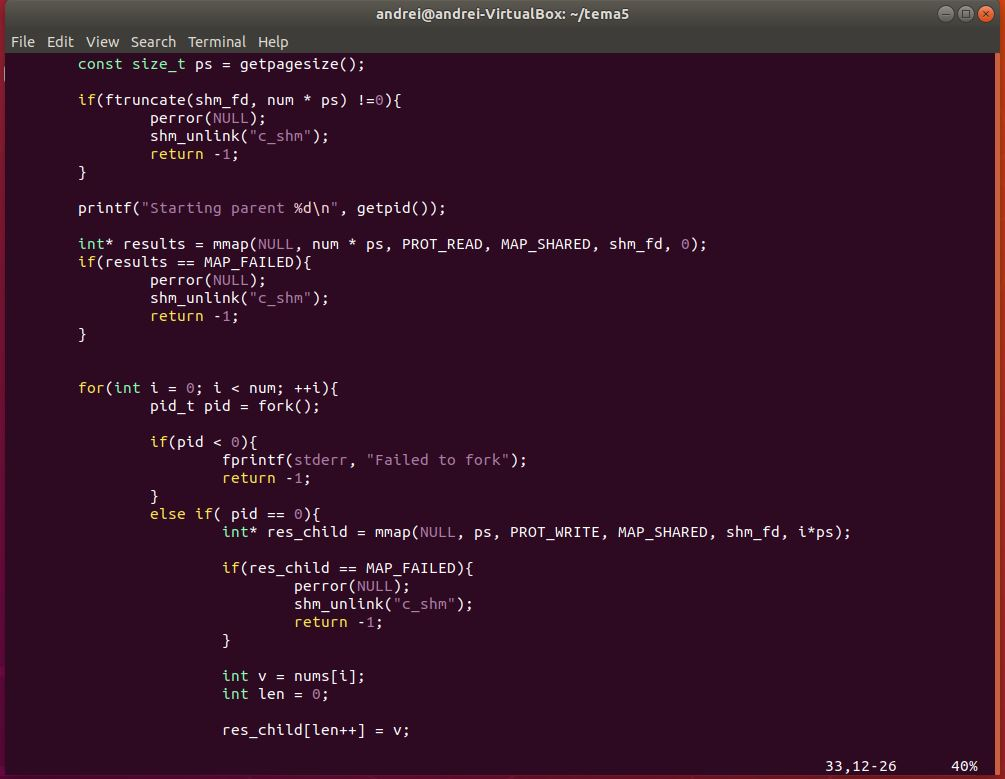 andrei@andrei-VirtualBox: ~/tema5
File Edit View Search Terminal Help
const size_t ps = getpagesize();
if(ftruncate(shm_fd, num * ps) !=0){
perror(NULL);
shm_unlink("c_shm");
return -1;
}
printf("Starting parent %d\n", getpid());
int* results = mmap(NULL, num * ps, PROT_READ, MAP_SHARED, shm_fd, 0);
if(results == MAP_FAILED){
perror(NULL);
shm_unlink("c_shm");
return -1;
}
for(int i = 0; i < num; ++i){
pid_t pid = fork();
if(pid < 0){
fprintf(stderr, "Failed to fork");
return -1;
}
else if( pid == 0){
int* res_child = mmap(NULL, ps, PROT_WRITE, MAP_SHARED, shm_fd, i*ps);
if(res_child == MAP_FAILED){
perror(NULL);
shm_unlink("c_shm");
return -1;
}
int v = nums[i];
int len = 0;
res_child[len++] = v;
33,12-26 40%